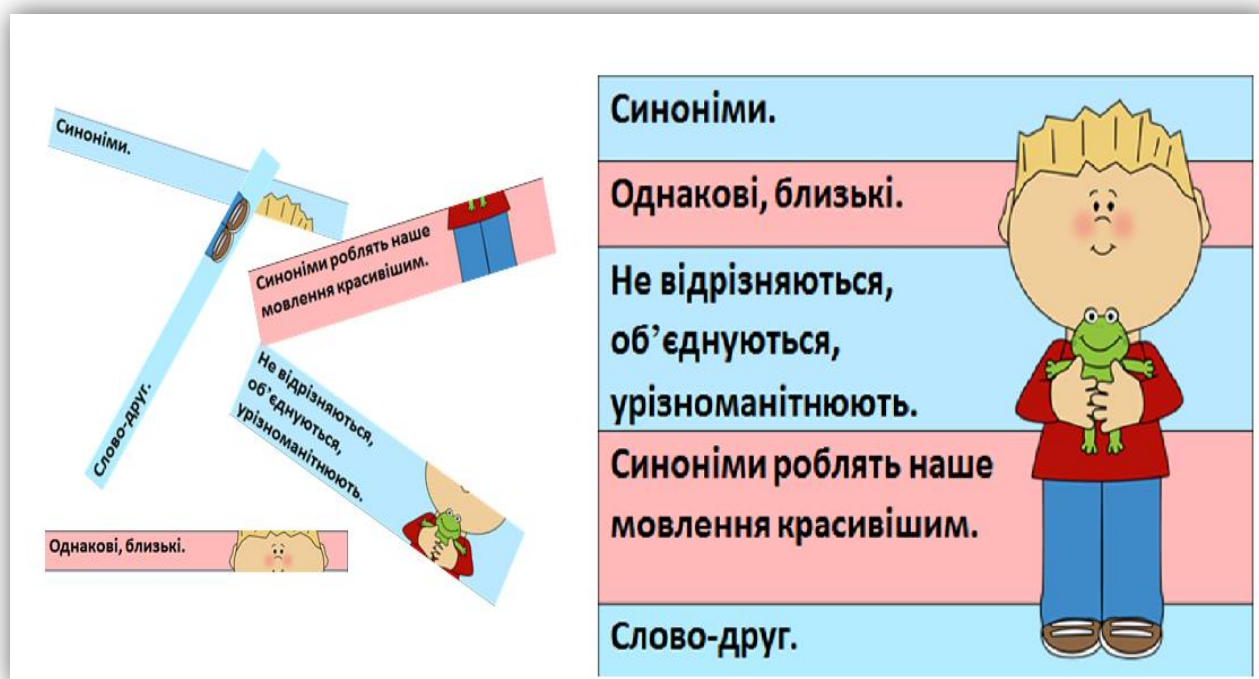 Синоніми.
Синоніми роблять наше
мовлення красивішим.
Слово-друг.
Не відрізняються,
об’єднуються,
урізноманітнюють.
Однакові, близькі.
Синоніми.
Однакові, близькі.
Не відрізняються,
об’єднуються,
урізноманітнюють.
Синоніми роблять наше
мовлення красивішим.
Слово-друг.